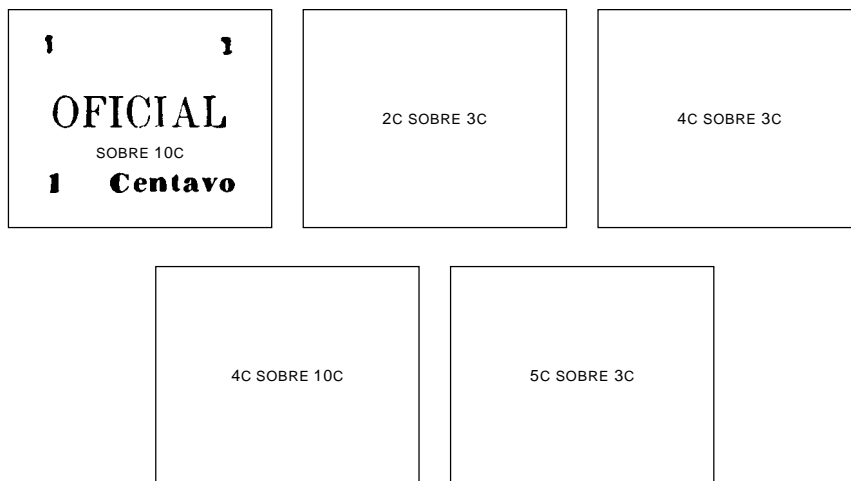 1 1
OFICIAL
SOBRE 10C
1 Centavo
2C SOBRE 3C
4C SOBRE 3C
4C SOBRE 10C
5C SOBRE 3C